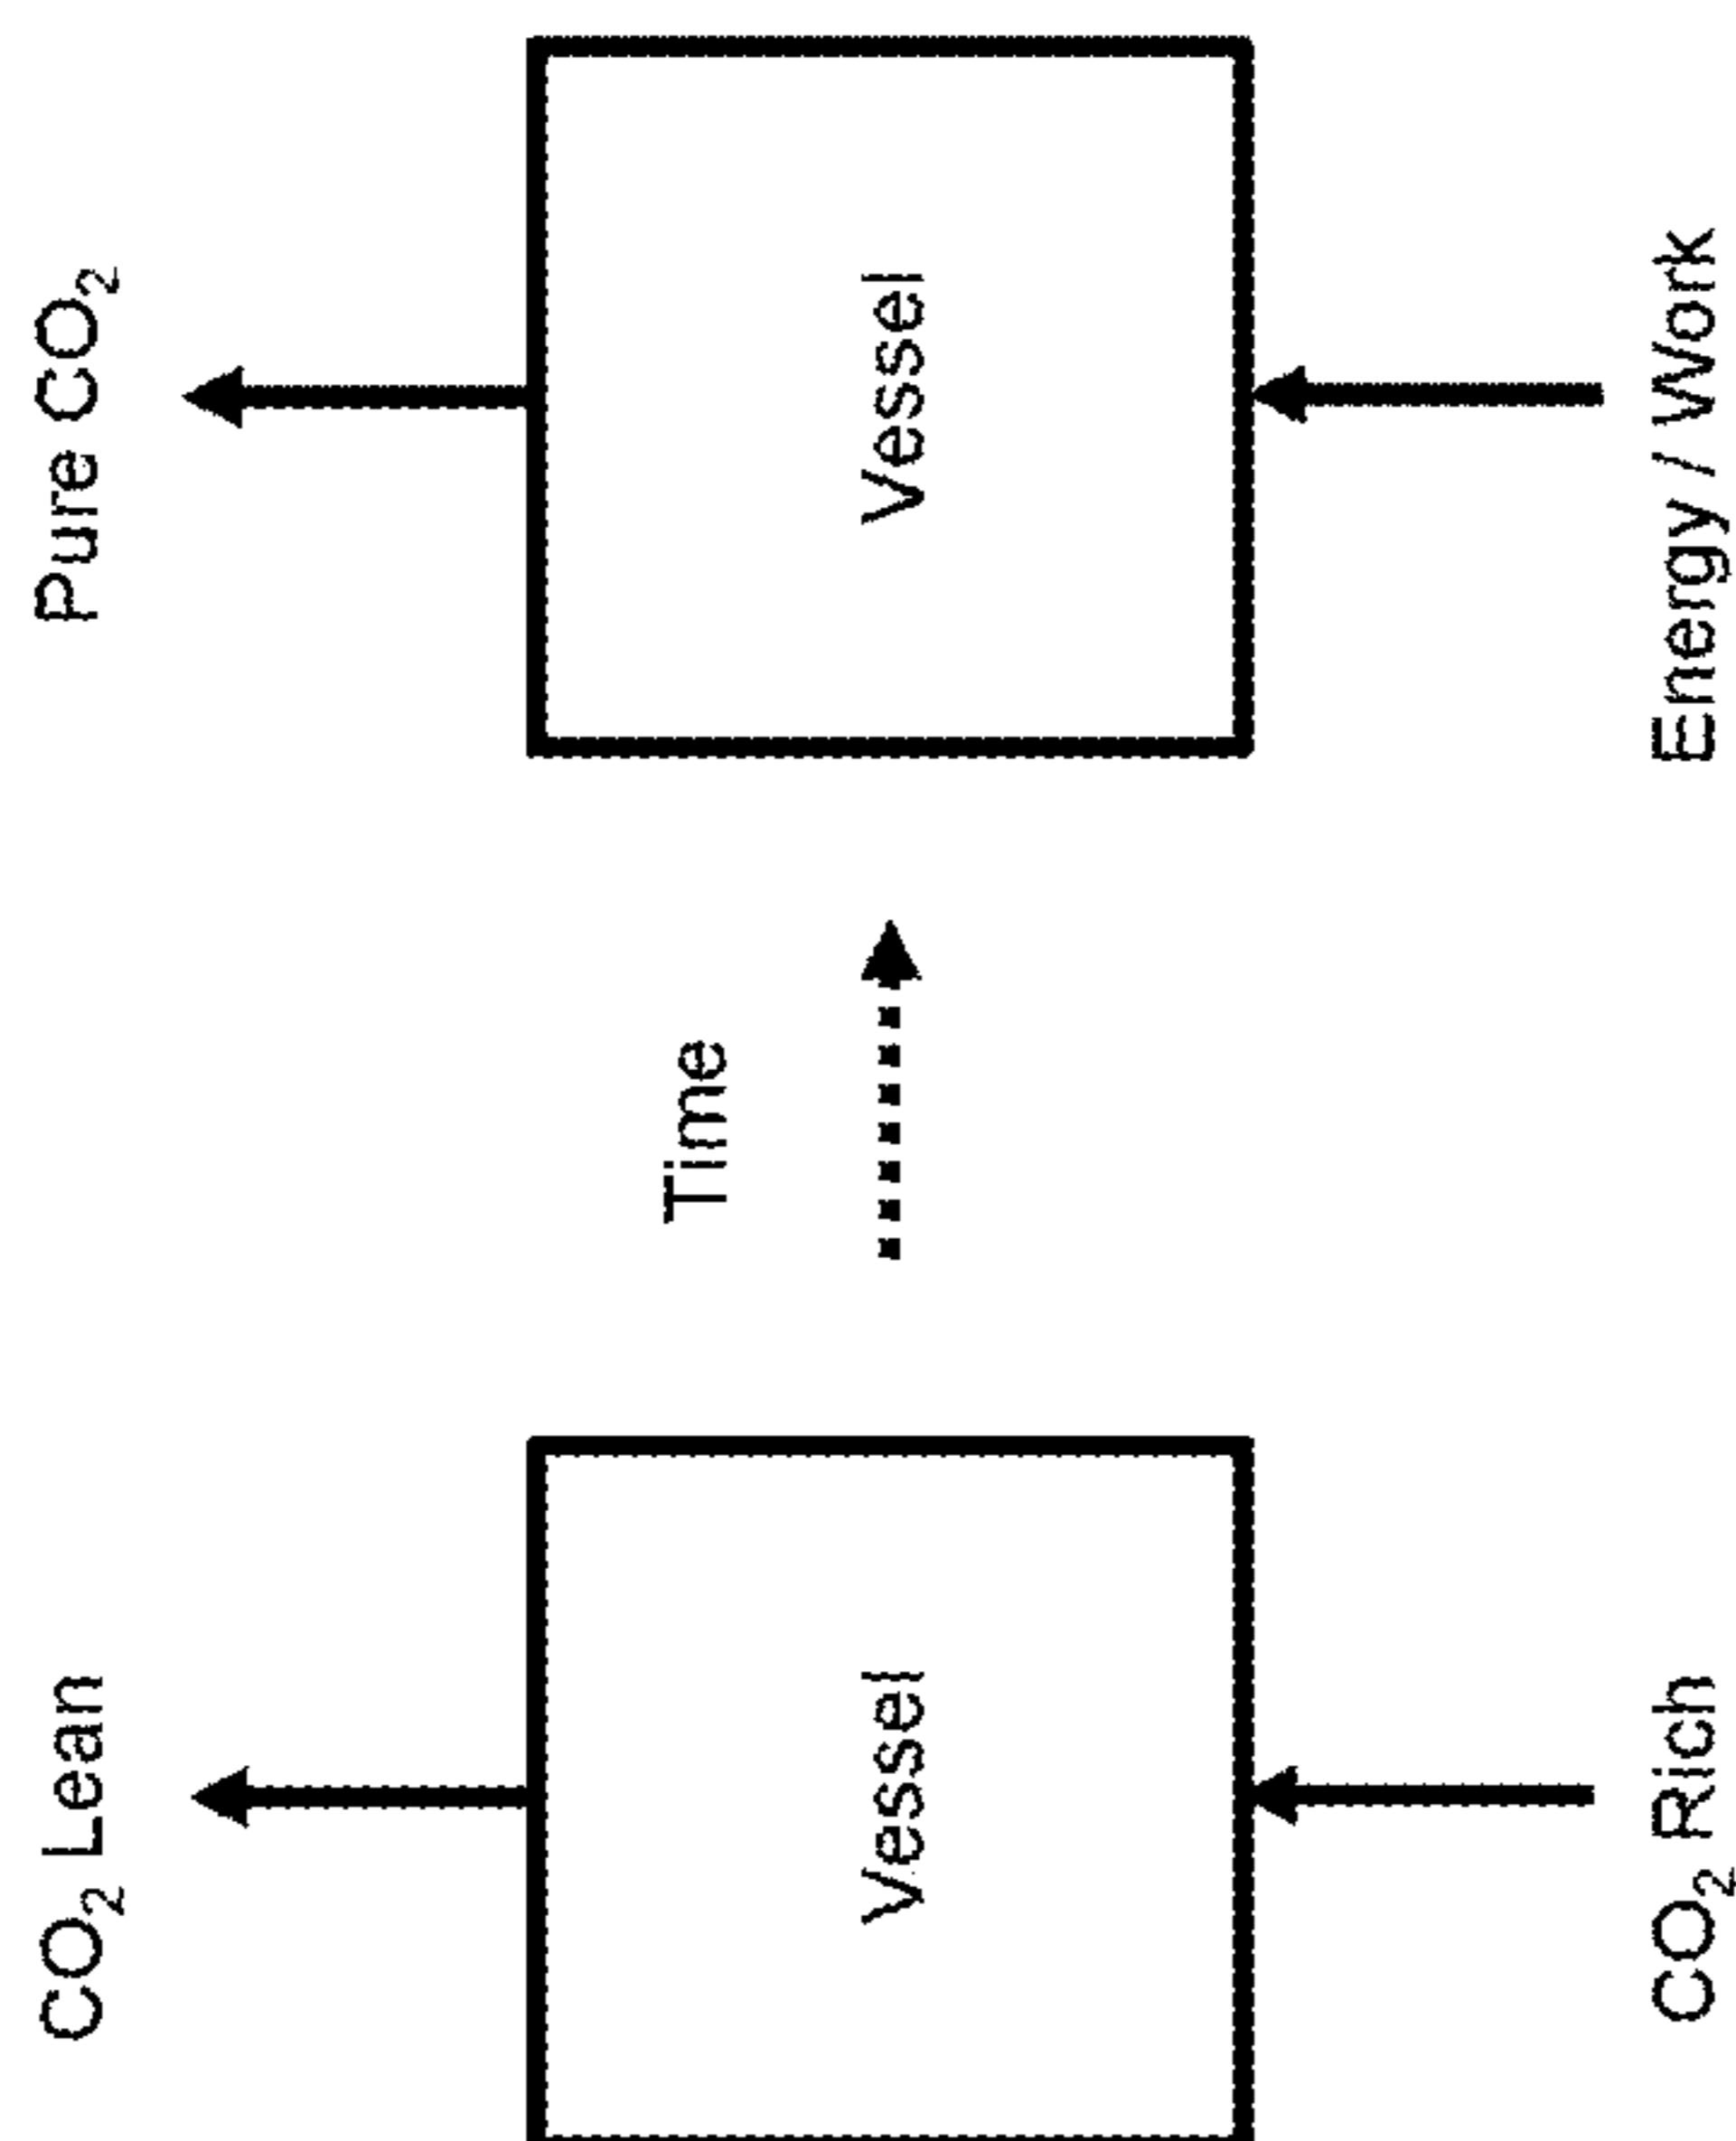 CO₂ Lean
Pure CO₂
Time
Vessel
Vessel
CO₂ Rich
Energy / Work